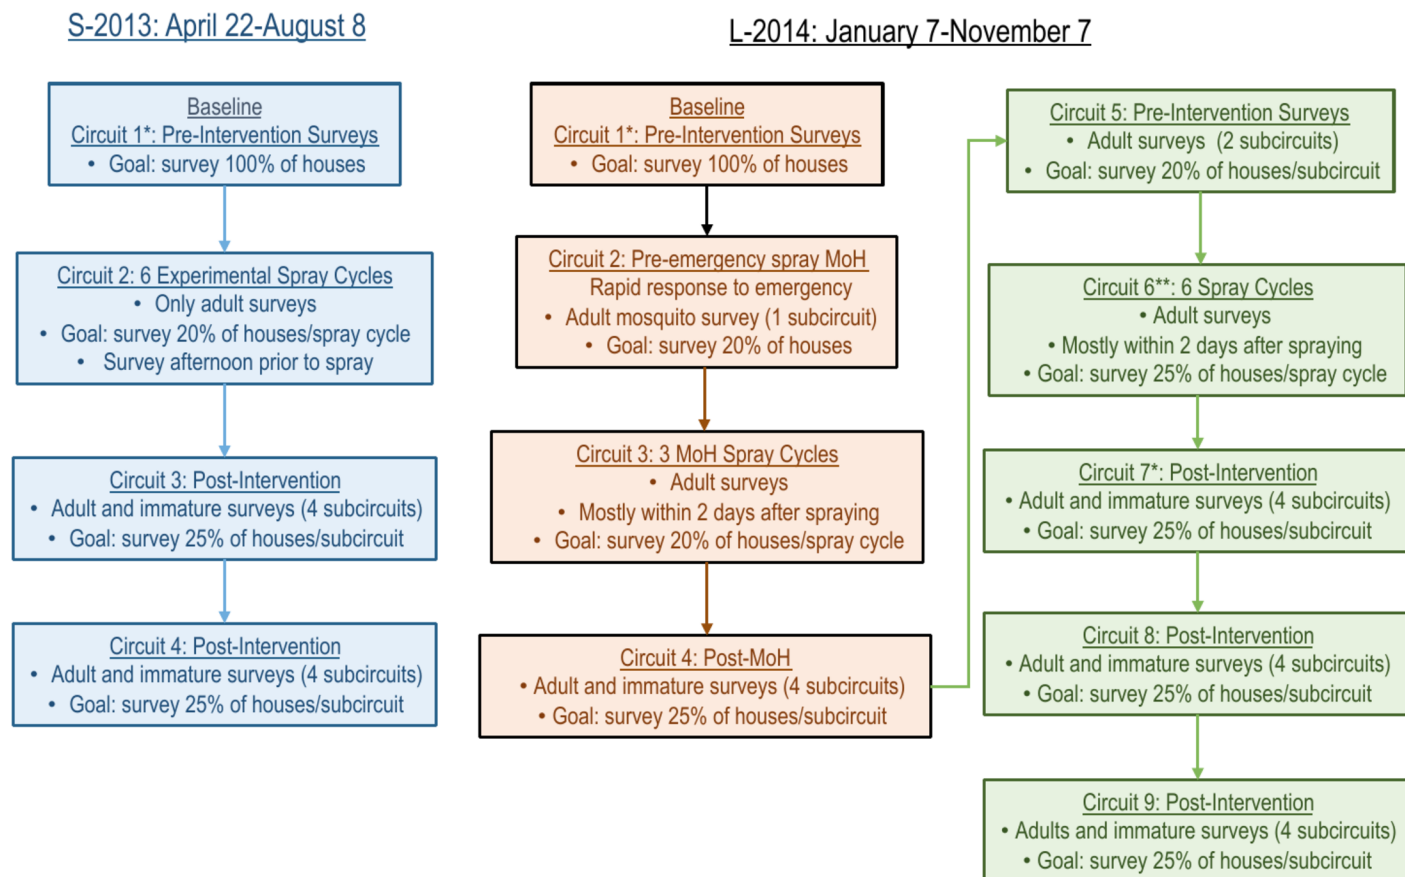 S-2013: April 22-August 8
Baseline
Circuit 1*: Pre-Intervention Surveys
• Goal: survey 100% of houses
Circuit 2: 6 Experimental Spray Cycles
• Only adult surveys
• Goal: survey 20% of houses/spray cycle
• Survey afternoon prior to spray
Circuit 3: Post-Intervention
• Adult and immature surveys (4 subcircuits)
• Goal: survey 25% of houses/subcircuit
Circuit 4: Post-Intervention
• Adult and immature surveys (4 subcircuits)
• Goal: survey 25% of houses/subcircuit
L-2014: January 7-November 7
Baseline
Circuit 1*: Pre-Intervention Surveys
• Goal: survey 100% of houses
Circuit 2: Pre-emergency spray MoH
Rapid response to emergency
• Adult mosquito survey (1 subcircuit)
• Goal: survey 20% of houses
Circuit 3: 3 MoH Spray Cycles
• Adult surveys
• Mostly within 2 days after spraying
• Goal: survey 20% of houses/spray cycle
Circuit 4: Post-MoH
• Adult and immature surveys (4 subcircuits)
• Goal: survey 25% of houses/subcircuit
Circuit 5: Pre-Intervention Surveys
• Adult surveys (2 subcircuits)
• Goal: survey 20% of houses/subcircuit
Circuit 6**: 6 Spray Cycles
• Adult surveys
• Mostly within 2 days after spraying
• Goal: survey 25% of houses/spray cycle
Circuit 7*: Post-Intervention
• Adult and immature surveys (4 subcircuits)
• Goal: survey 25% of houses/subcircuit
Circuit 8: Post-Intervention
• Adult and immature surveys (4 subcircuits)
• Goal: survey 25% of houses/subcircuit
Circuit 9: Post-Intervention
• Adults and immature surveys (4 subcircuits)
• Goal: survey 25% of houses/subcircuit